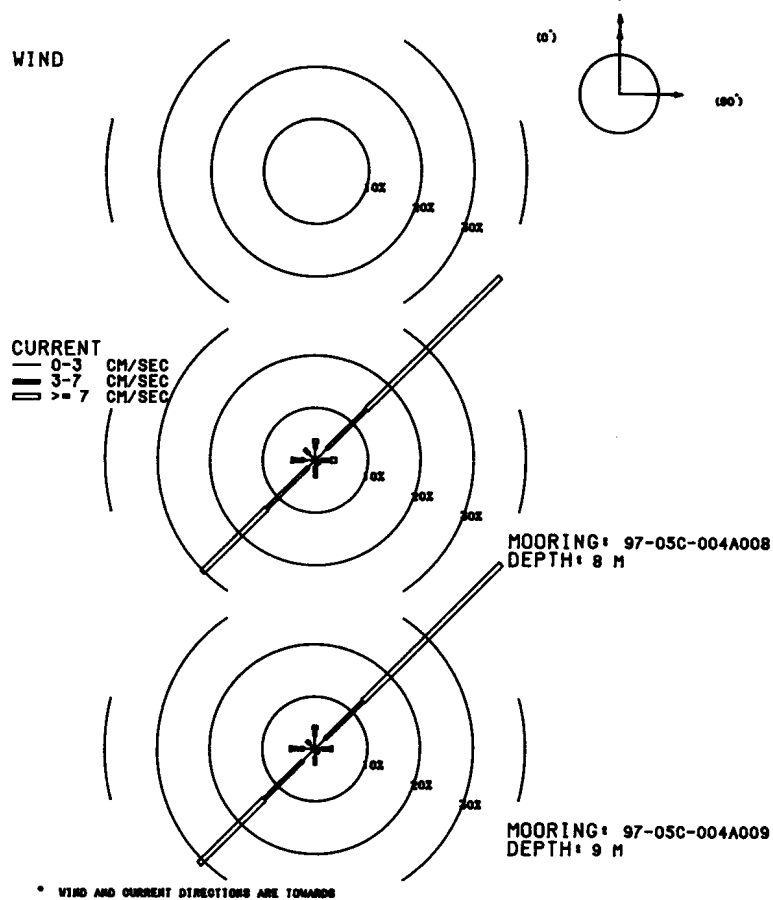 WIND
(0°)
(90°)
10%
20%
30%
CURRENT
0-3 CM/SEC
3-7 CM/SEC
>= 7 CM/SEC
10%
20%
30%
MOORING: 97-05C-004A008
DEPTH: 8 M
10%
20%
30%
MOORING: 97-05C-004A009
DEPTH: 9 M
* WIND AND CURRENT DIRECTIONS ARE TOWARDS